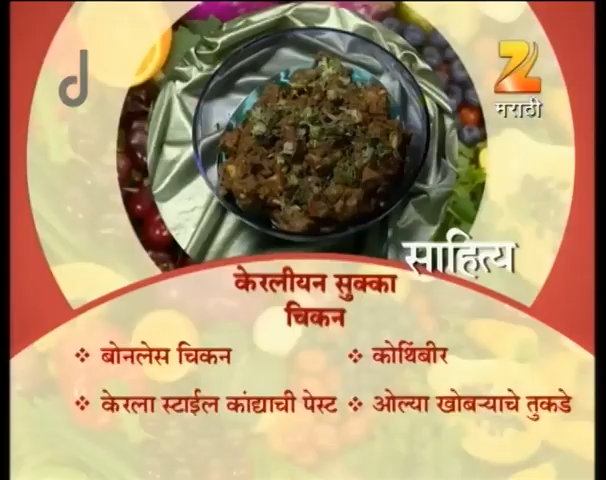 मराठी
साहित्य
केरलीयन सुक्का
चिकन
❖ बोनलेस चिकन
❖ कोथिंबीर
❖ केरला स्टाईल कांद्याची पेस्ट
❖ ओल्या खोबऱ्याचे तुकडे